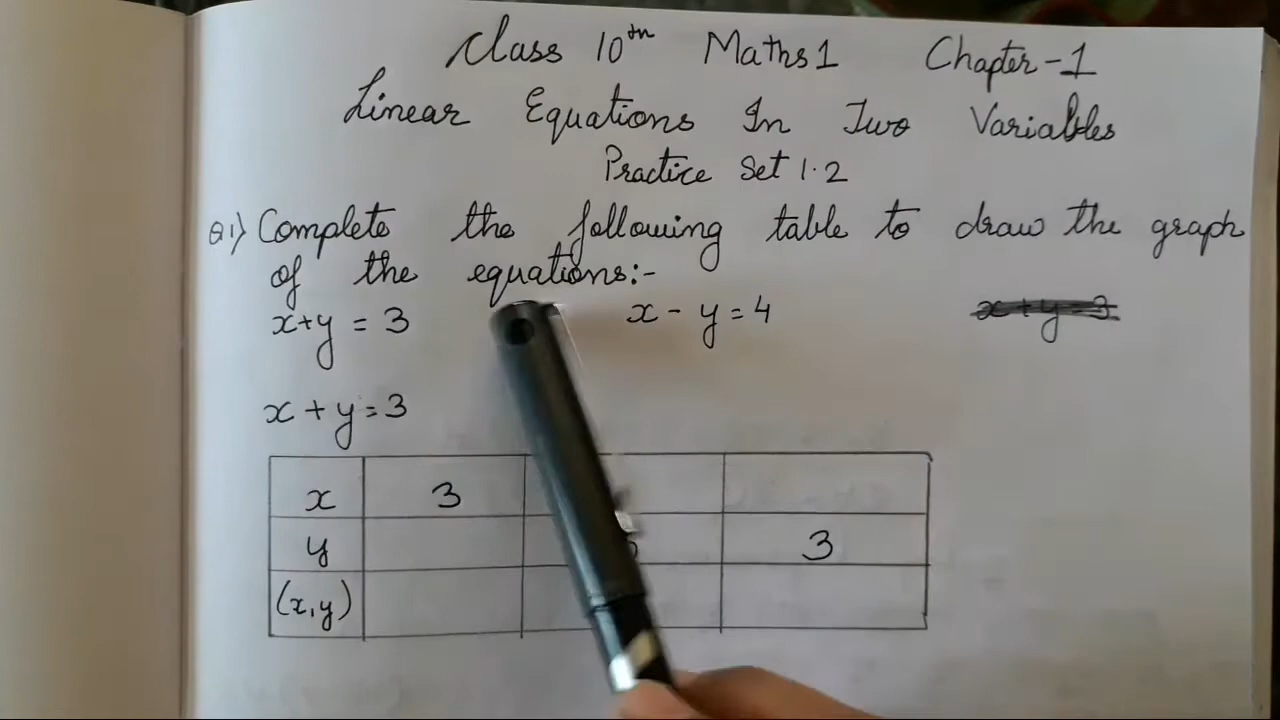 Class 10th Maths 1 Chapter-1
Linear Equations In Two Variables
Practice Set 1.2
Q1) Complete the following table to draw the graph
of the equations:-
x+y = 3 x - y = 4
x + y = 3
x 3
y 3
(x,y)